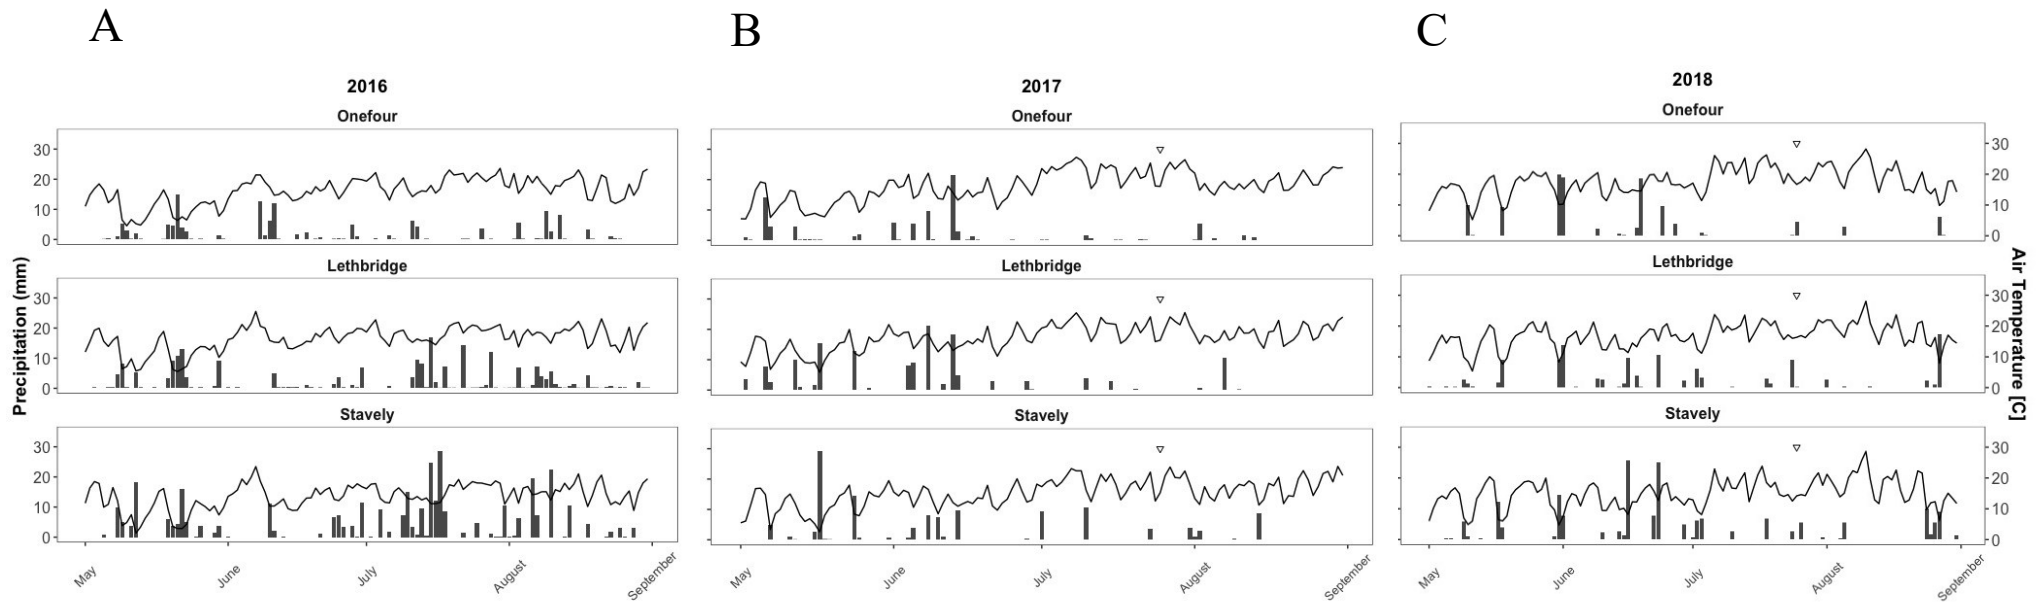 A B C
2016 2017 2018
Onefour Onefour Onefour
30 30
20 20
10 10
0 0
Lethbridge Lethbridge Lethbridge
30 30
20 20
10 10
0 0
Stavely Stavely Stavely
30 30
20 20
10 10
0 0
Precipitation (mm)
Air Temperature [C]
May June July August September May June July August September May June July August September